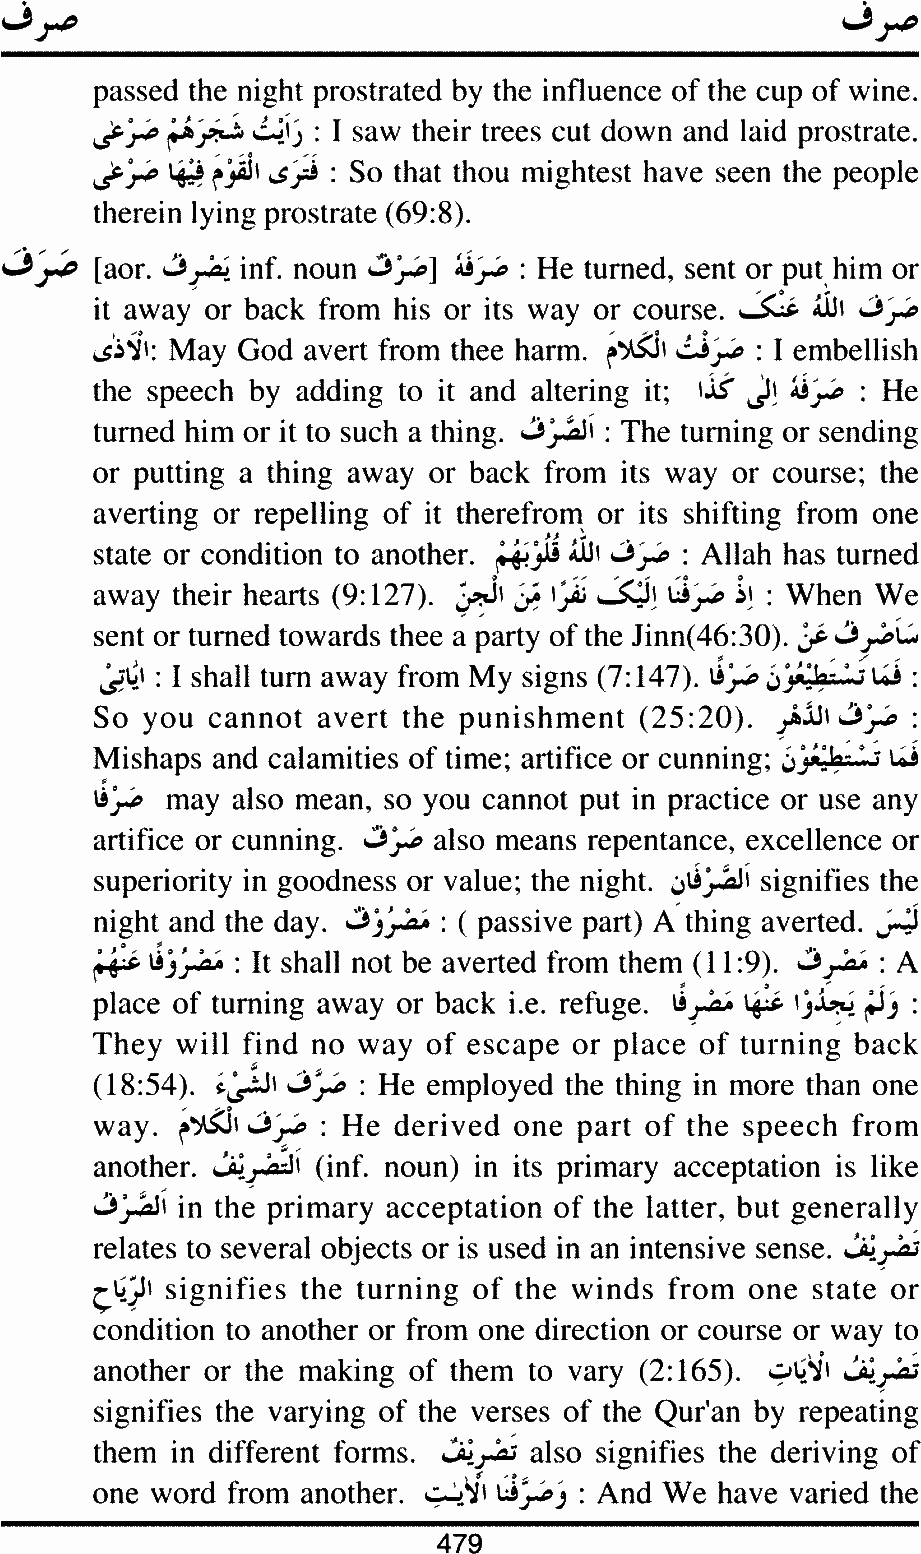 صرف صرف
passed the night prostrated by the influence of the cup of wine.
رَاَيْتُ شَجَرَهُمْ صَرْعٰى : I saw their trees cut down and laid prostrate.
فَتَرَى الْقَوْمَ فِيْهَا صَرْعٰى : So that thou mightest have seen the people
therein lying prostrate (69:8).
صَرَفَ [aor. يَصْرِفُ inf. noun صَرْفٌ] صَرَفَهٗ : He turned, sent or put him or
it away or back from his or its way or course. صَرَفَ اللّٰهُ عَنْكَ
الْاَذٰى: May God avert from thee harm. صَرَفْتُ الْكَلَامَ : I embellish
the speech by adding to it and altering it; صَرَفَهٗ اِلٰى كَذَا : He
turned him or it to such a thing. اَلصَّرْفُ : The turning or sending
or putting a thing away or back from its way or course; the
averting or repelling of it therefrom or its shifting from one
state or condition to another. صَرَفَ اللّٰهُ قُلُوْبَهُمْ : Allah has turned
away their hearts (9:127). اِذْ صَرَفْنَا اِلَيْكَ نَفَرًا مِّنَ الْجِنِّ : When We
sent or turned towards thee a party of the Jinn(46:30). سَاَصْرِفُ عَنْ
اٰيَاتِىَ : I shall turn away from My signs (7:147). فَمَا تَسْتَطِيْعُوْنَ صَرْفًا :
So you cannot avert the punishment (25:20). صَرْفُ الدَّهْرِ :
Mishaps and calamities of time; artifice or cunning; فَمَا تَسْتَطِيْعُوْنَ
صَرْفًا may also mean, so you cannot put in practice or use any
artifice or cunning. صَرْفٌ also means repentance, excellence or
superiority in goodness or value; the night. اَلصَّرْفَانِ signifies the
night and the day. مَصْرُوْفٌ : ( passive part) A thing averted. لَيْسَ
مَصْرُوْفًا عَنْهُمْ : It shall not be averted from them (11:9). مَصْرِفٌ : A
place of turning away or back i.e. refuge. وَلَمْ يَجِدُوْا عَنْهَا مَصْرِفًا :
They will find no way of escape or place of turning back
(18:54). صَرَّفَ الشَّىْءَ : He employed the thing in more than one
way. صَرَّفَ الْكَلَامَ : He derived one part of the speech from
another. اَلتَّصْرِيْفُ (inf. noun) in its primary acceptation is like
اَلصَّرْفُ in the primary acceptation of the latter, but generally
relates to several objects or is used in an intensive sense. تَصْرِيْفُ
الرِّيَاحِ signifies the turning of the winds from one state or
condition to another or from one direction or course or way to
another or the making of them to vary (2:165). تَصْرِيْفُ الْاٰيَاتِ
signifies the varying of the verses of the Qur'an by repeating
them in different forms. تَصْرِيْفٌ also signifies the deriving of
one word from another. وَصَرَّفْنَا الْاٰيٰتِ : And We have varied the
479